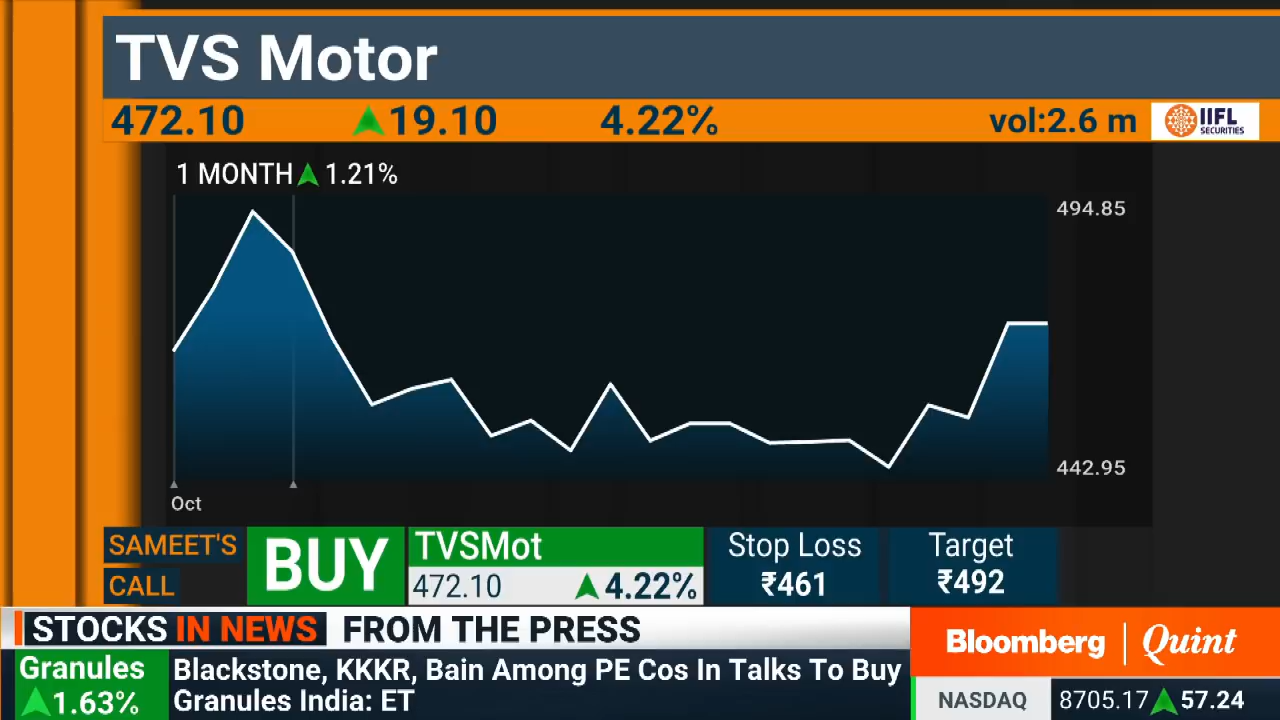 TVS Motor
472.10 ▲19.10 4.22% vol:2.6 m IIFL SECURITIES
1 MONTH▲1.21%
494.85
442.95
Oct
SAMEET'S CALL
BUY
TVSMot
472.10 ▲4.22%
Stop Loss
₹461
Target
₹492
STOCKS IN NEWS FROM THE PRESS
Granules
▲1.63%
Blackstone, KKKR, Bain Among PE Cos In Talks To Buy
Granules India: ET
Bloomberg | Quint
NASDAQ 8705.17▲57.24